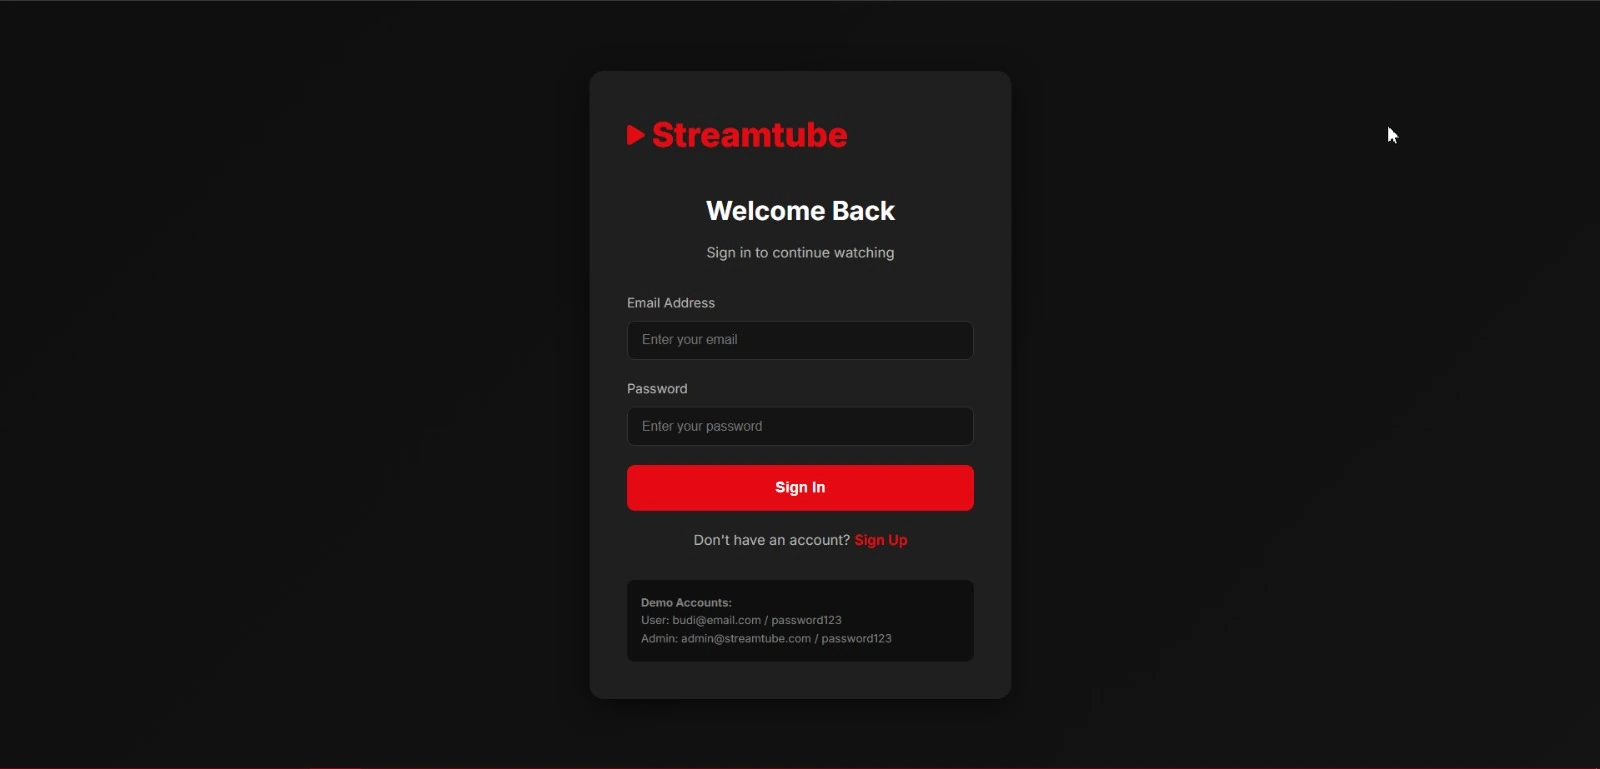 Streamtube
Welcome Back
Sign in to continue watching
Email Address
Enter your email
Password
Enter your password
Sign In
Don't have an account? Sign Up
Demo Accounts:
User: budi@email.com / password123
Admin: admin@streamtube.com / password123